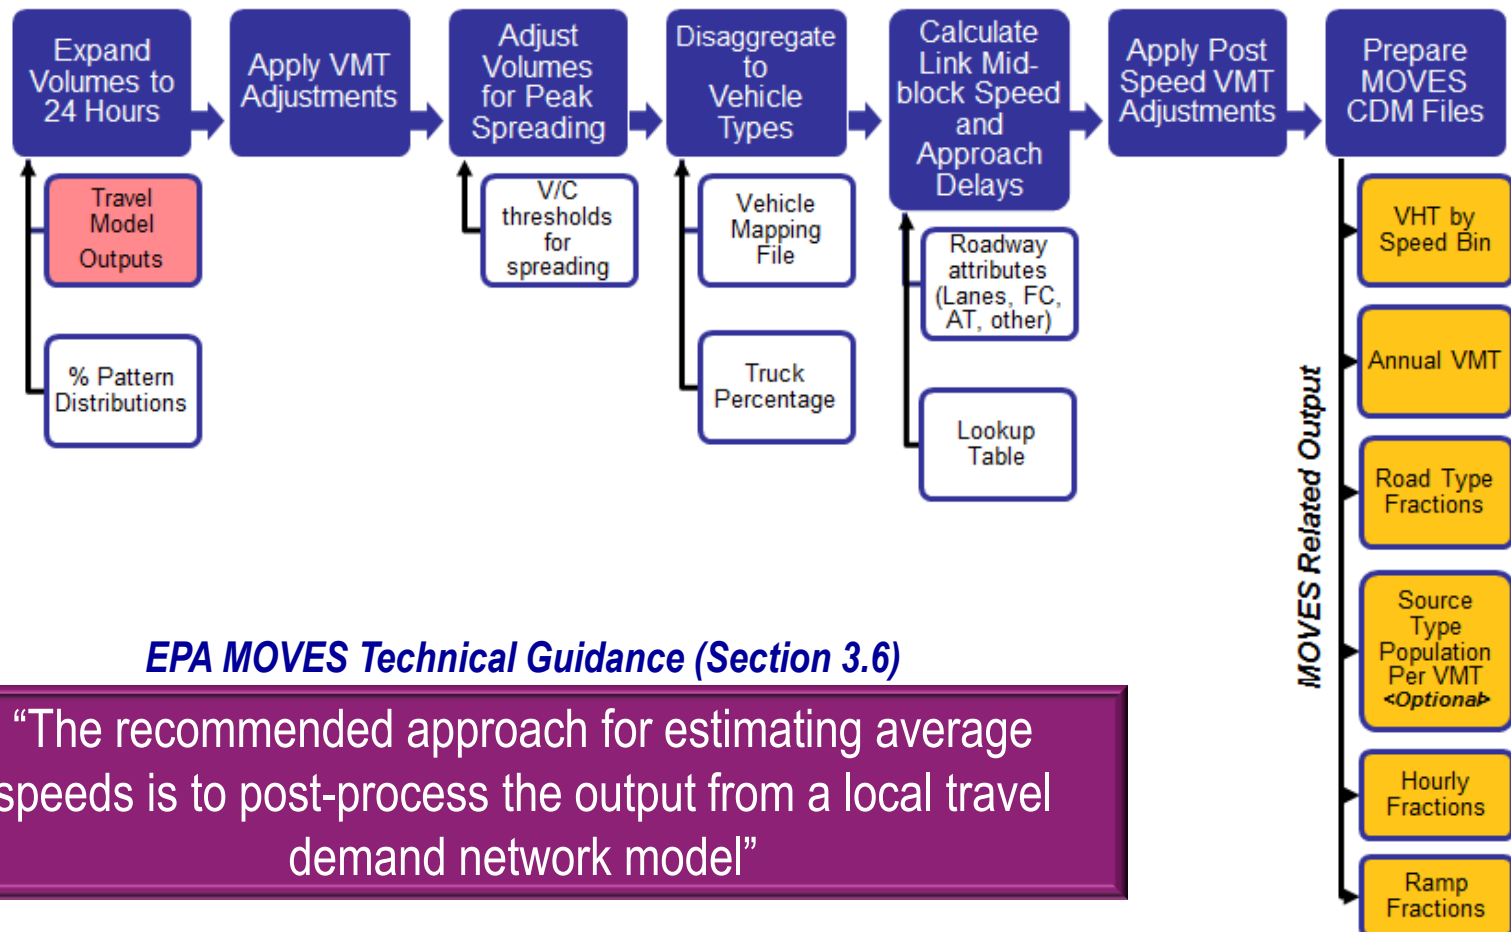 Expand
Volumes to
24 Hours
Apply VMT
Adjustments
Adjust
Volumes
for Peak
Spreading
Disaggregate
to
Vehicle
Types
Calculate
Link Mid-
block Speed
and
Approach
Delays
Apply Post
Speed VMT
Adjustments
Prepare
MOVES
CDM Files
Travel
Model
Outputs
% Pattern
Distributions
V/C
thresholds
for
spreading
Vehicle
Mapping
File
Truck
Percentage
Roadway
attributes
(Lanes, FC,
AT, other)
Lookup
Table
MOVES Related Output
VHT by
Speed Bin
Annual VMT
Road Type
Fractions
Source
Type
Population
Per VMT
<Optional>
Hourly
Fractions
Ramp
Fractions
EPA MOVES Technical Guidance (Section 3.6)
“The recommended approach for estimating average
speeds is to post-process the output from a local travel
demand network model”